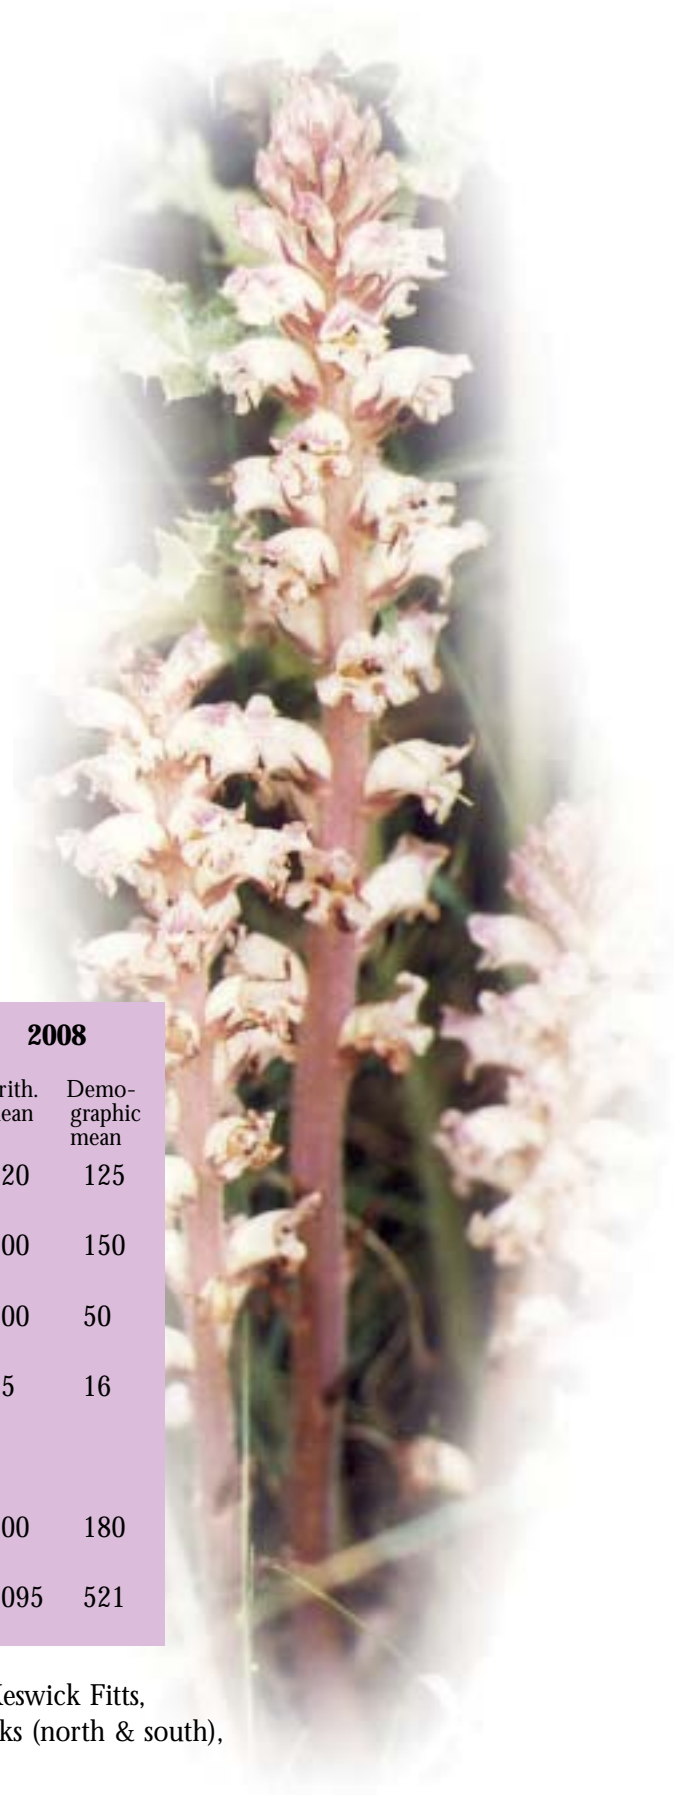 2008
rith. Demo-
ean graphic
mean
20 125
00 150
00 50
5 16
00 180
095 521
Keswick Fitts,
ks (north & south),